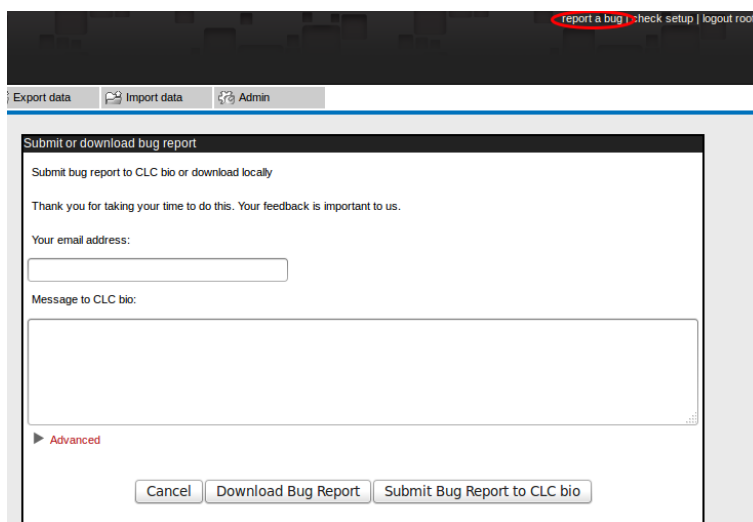 report a bug | check setup | logout root
Export data Import data Admin
Submit or download bug report
Submit bug report to CLC bio or download locally
Thank you for taking your time to do this. Your feedback is important to us.
Your email address:
Message to CLC bio:
Advanced
Cancel Download Bug Report Submit Bug Report to CLC bio